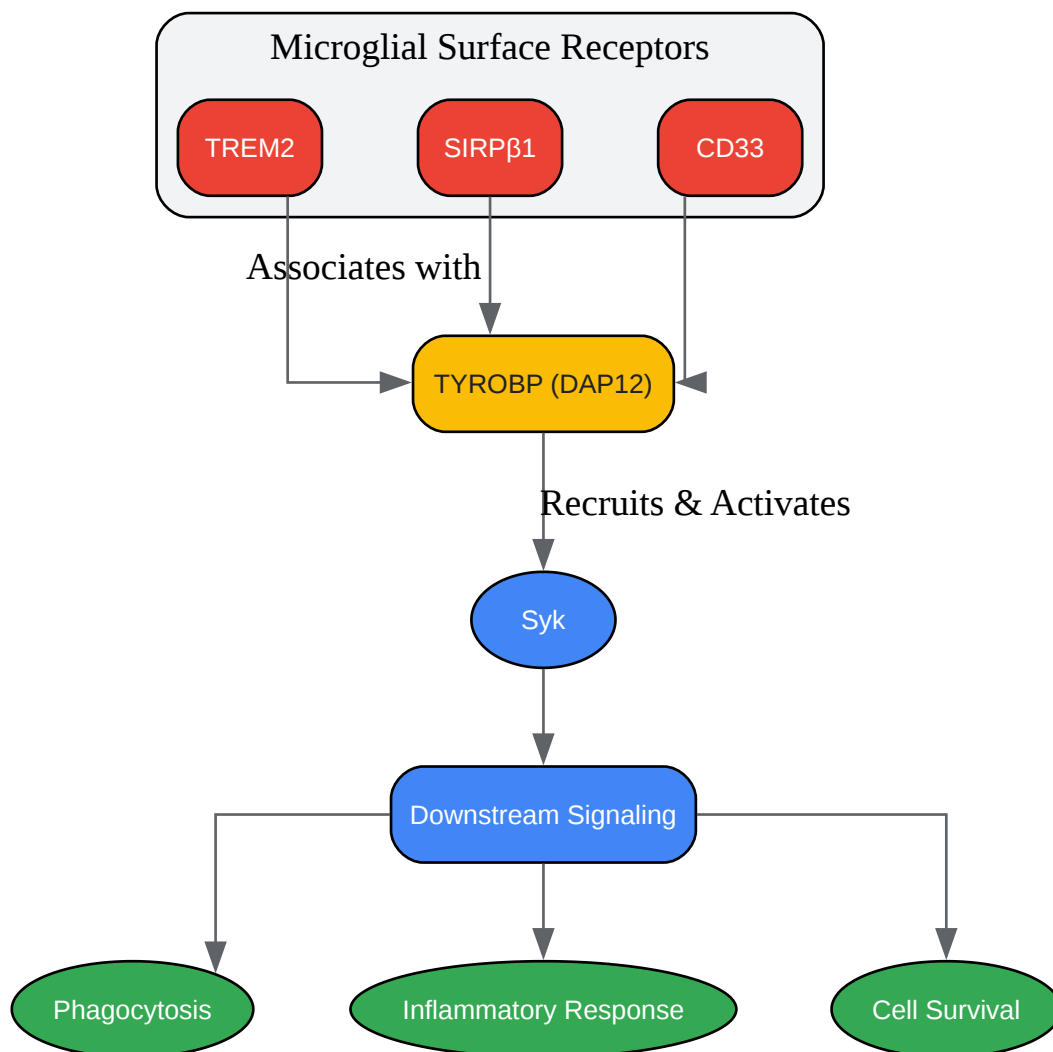 Microglial Surface Receptors
TREM2
SIRPβ1
CD33
Associates with
TYROBP (DAP12)
Recruits & Activates
Syk
Downstream Signaling
Phagocytosis
Inflammatory Response
Cell Survival